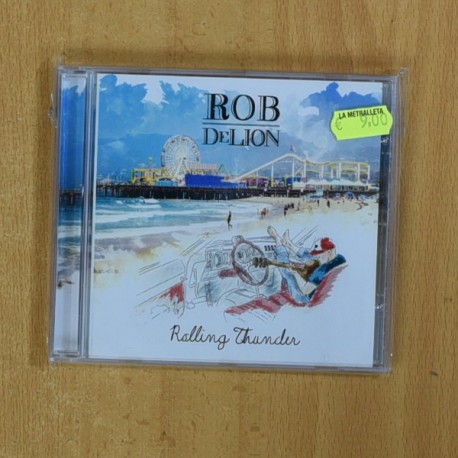 ROB
DELION
LA METRALLETA
€ 9,00
Rolling Thunder